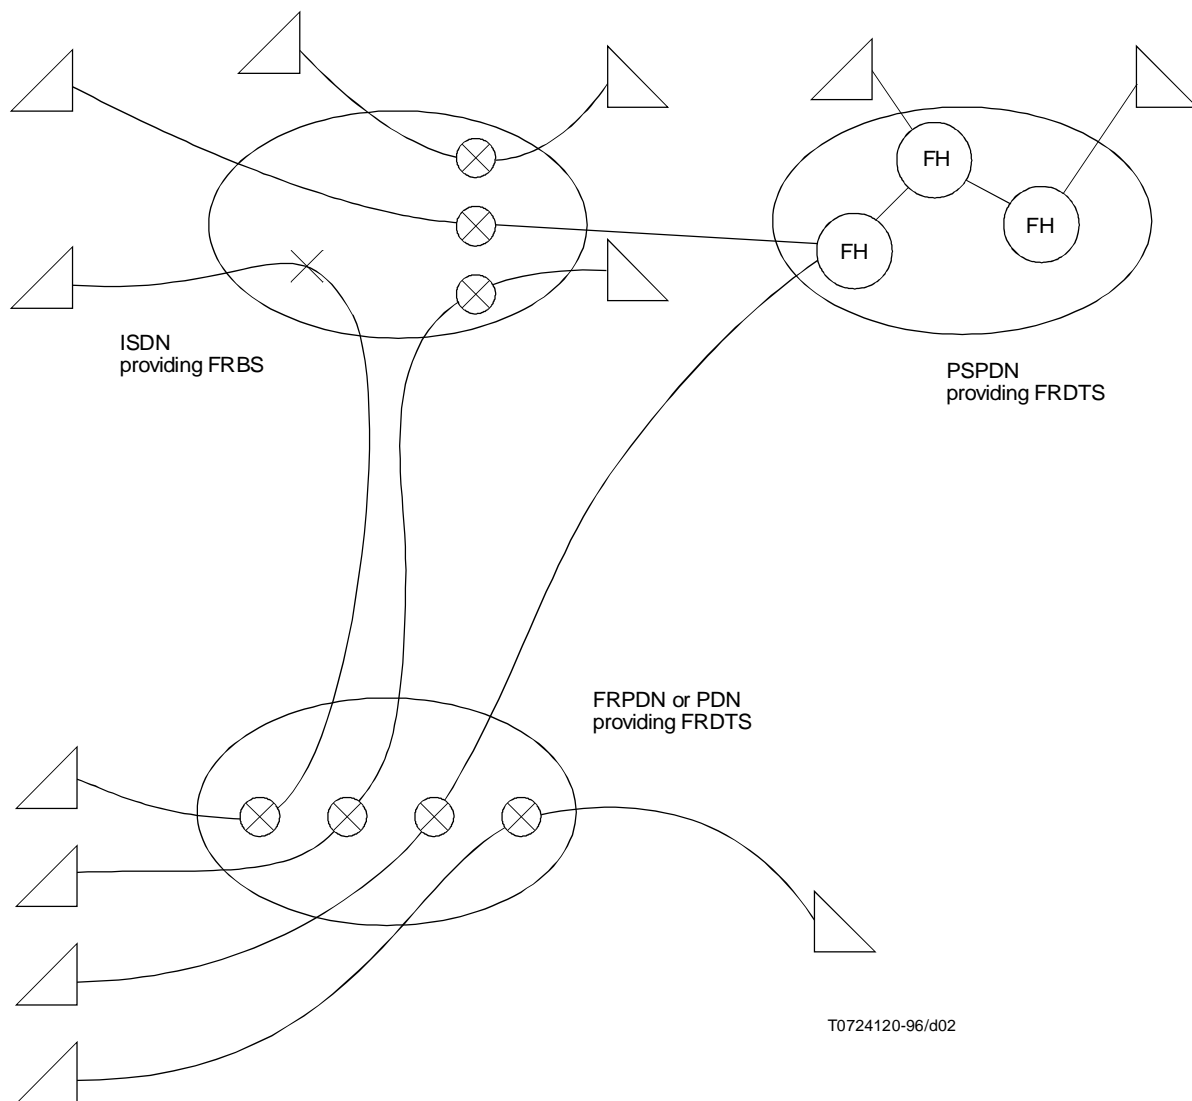 FH
FH
FH
ISDN
providing FRBS
PSPDN
providing FRDTS
FRPDN or PDN
providing FRDTS
T0724120-96/d02